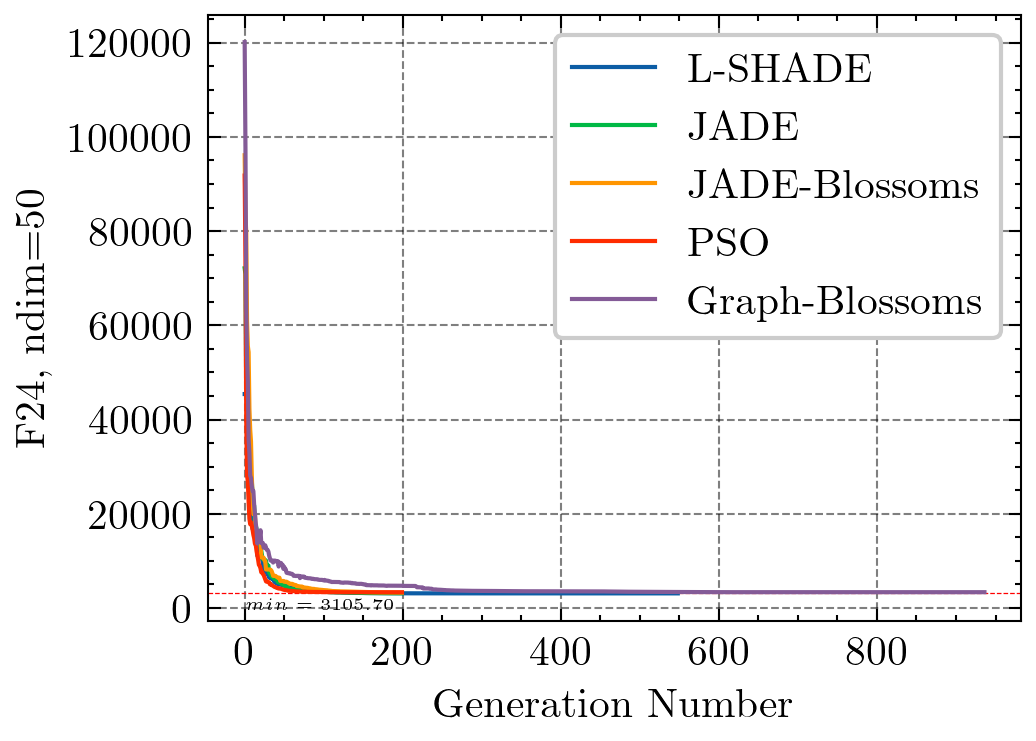 120000
100000
80000
60000
40000
20000
0
F24, ndim=50
L-SHADE
JADE
JADE-Blossoms
PSO
Graph-Blossoms
min = 3105.70
0 200 400 600 800
Generation Number